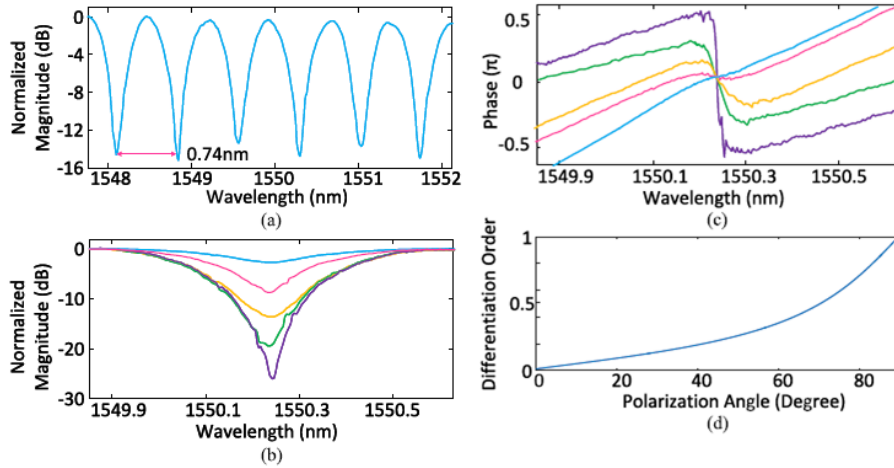 Normalized
Magnitude (dB)
0
-4
-8
-12
-16
0.74nm
1548 1549 1550 1551 1552
Wavelength (nm)
(a)
Phase (π)
0.5
0
-0.5
1549.9 1550.1 1550.3 1550.5
Wavelength (nm)
(c)
Normalized
Magnitude (dB)
0
-10
-20
-30
1549.9 1550.1 1550.3 1550.5
Wavelength (nm)
(b)
Differentiation Order
1
0.5
0
0 20 40 60 80
Polarization Angle (Degree)
(d)